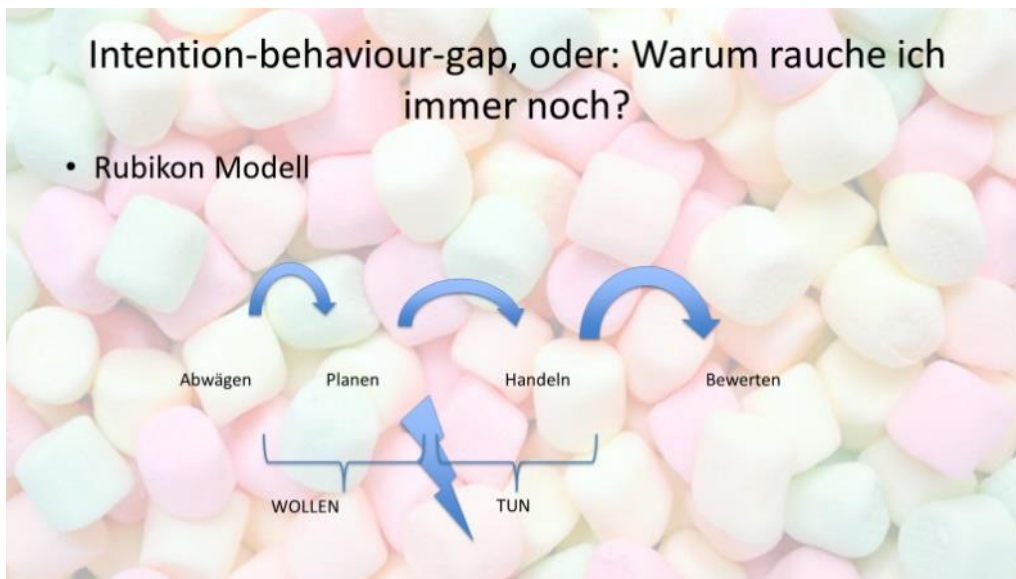 Intention-behaviour-gap, oder: Warum rauche ich
immer noch?
• Rubikon Modell
Abwägen Planen Handeln Bewerten
WOLLEN TUN